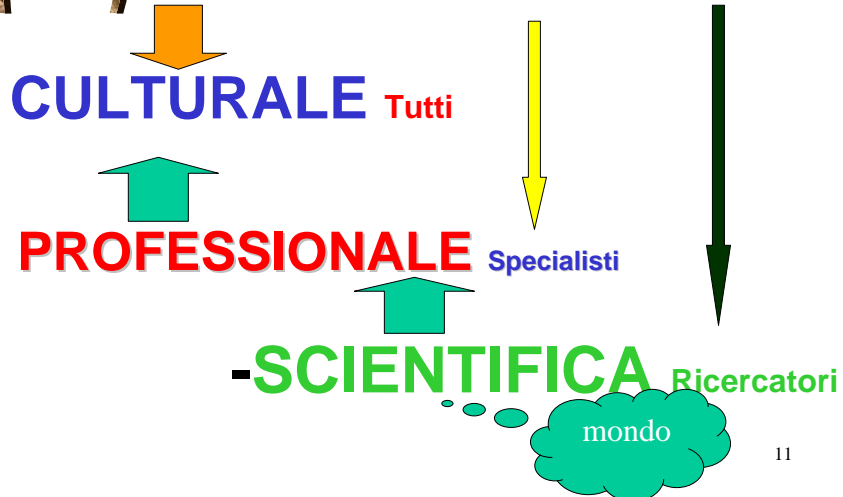 CULTURALE Tutti
PROFESSIONALE Specialisti
-SCIENTIFICA Ricercatori
mondo
11